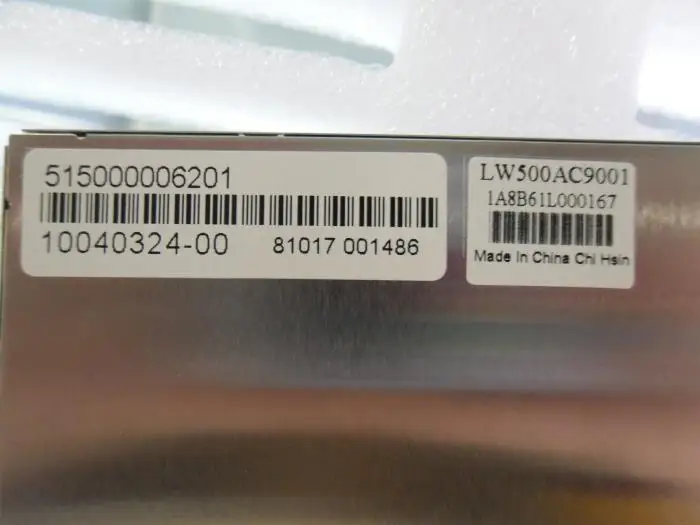 515000006201
10040324-00 81017 001486
LW500AC9001
1A8B61L000167
Made In China Chi Hsin